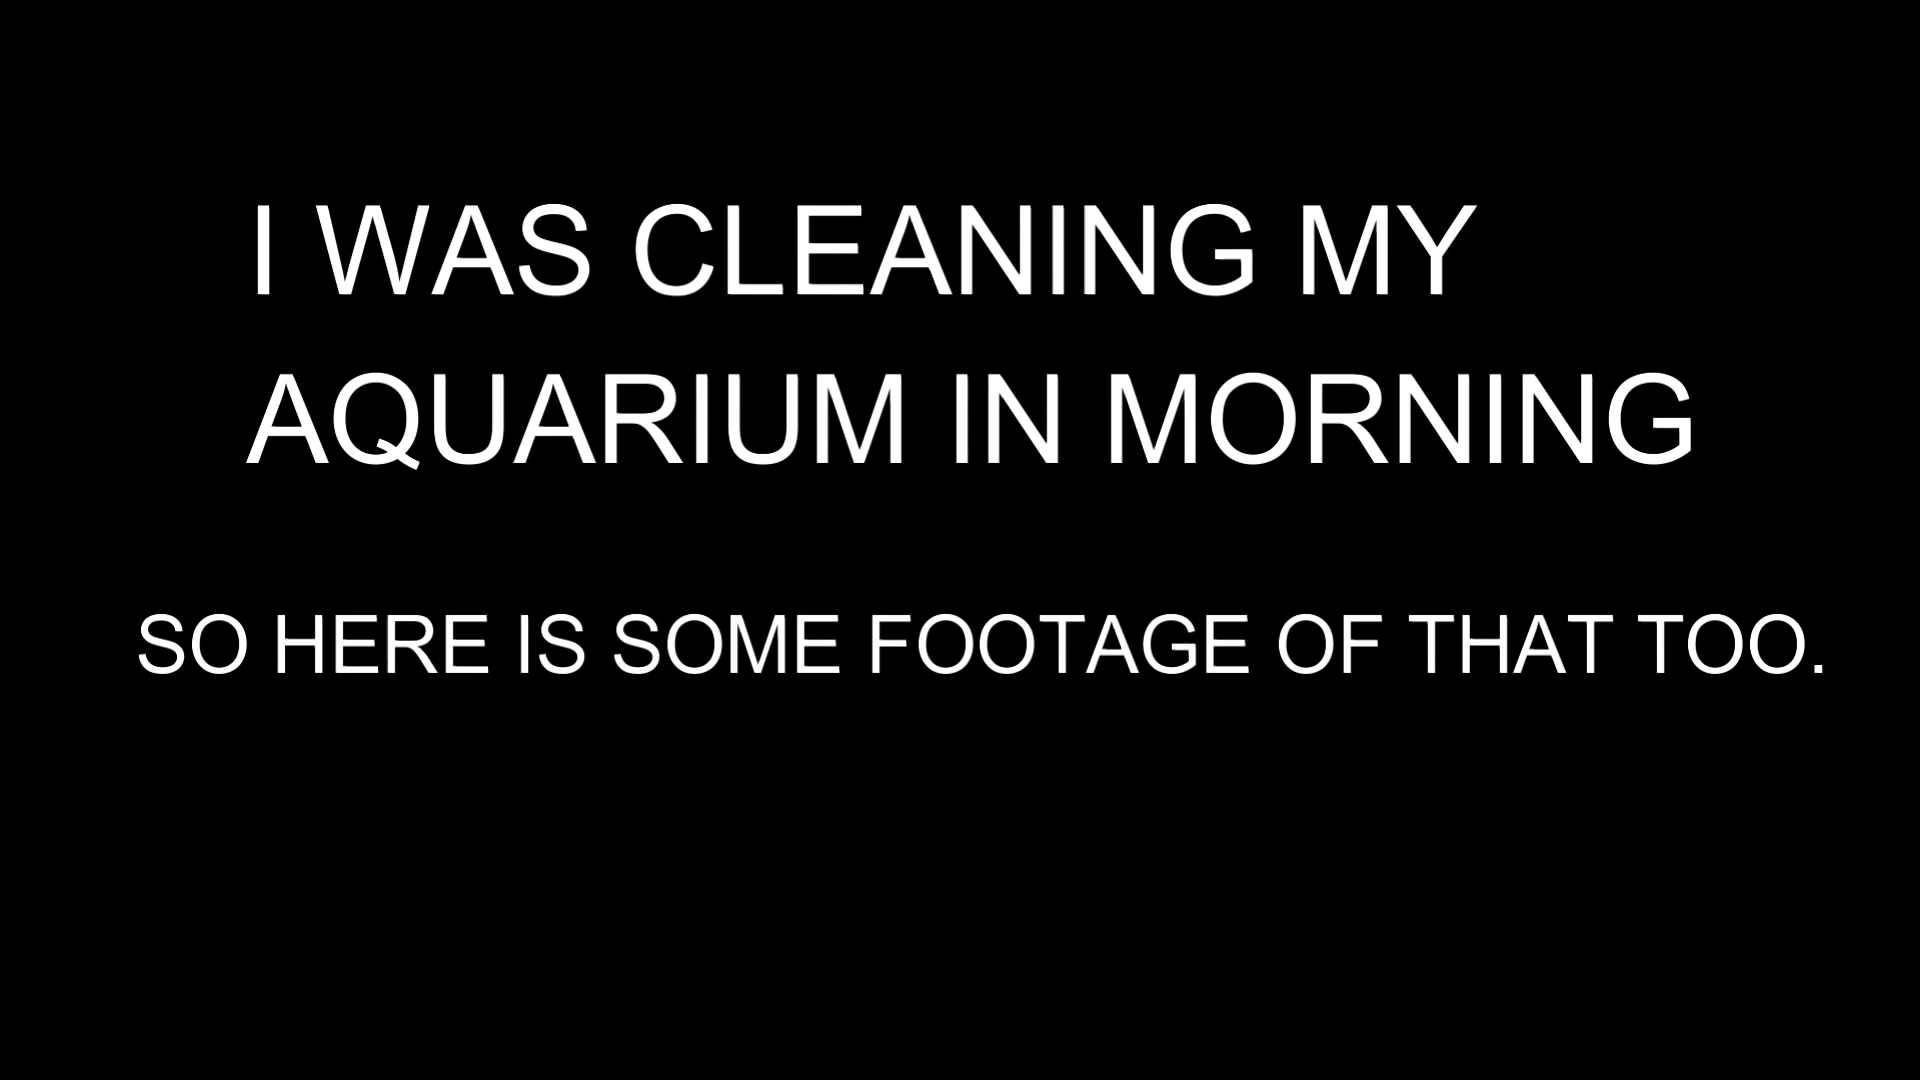 I WAS CLEANING MY
AQUARIUM IN MORNING
SO HERE IS SOME FOOTAGE OF THAT TOO.